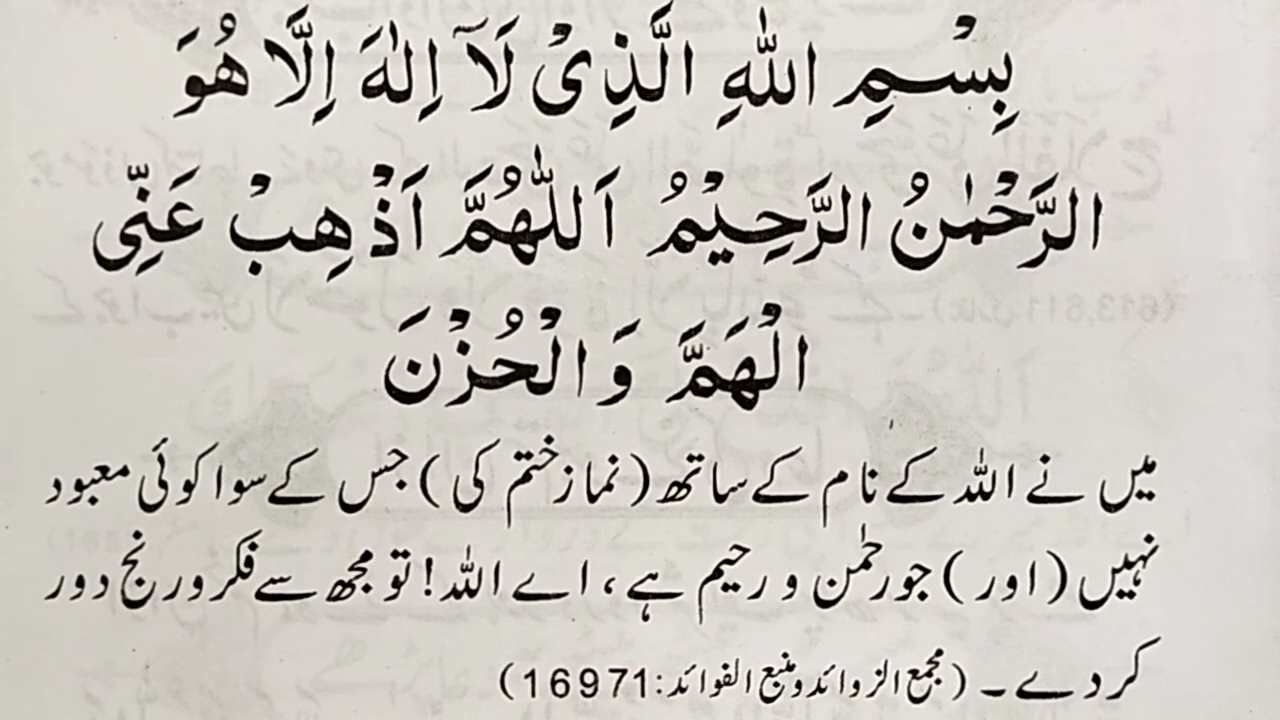 بِسْمِ اللّٰهِ الَّذِیْ لَآ اِلٰهَ اِلَّا هُوَ
الرَّحْمٰنُ الرَّحِیْمُ اَللّٰهُمَّ اَذْهِبْ عَنِّی
الْهَمَّ وَالْحُزْنَ
میں نے اللہ کے نام کے ساتھ (نماز ختم کی) جس کے سوا کوئی معبود
نہیں (اور) جو رحمٰن و رحیم ہے، اے اللہ! تو مجھ سے فکر و رنج دور
کر دے۔ (مجمع الزوائد و منبع الفوائد: 16971)